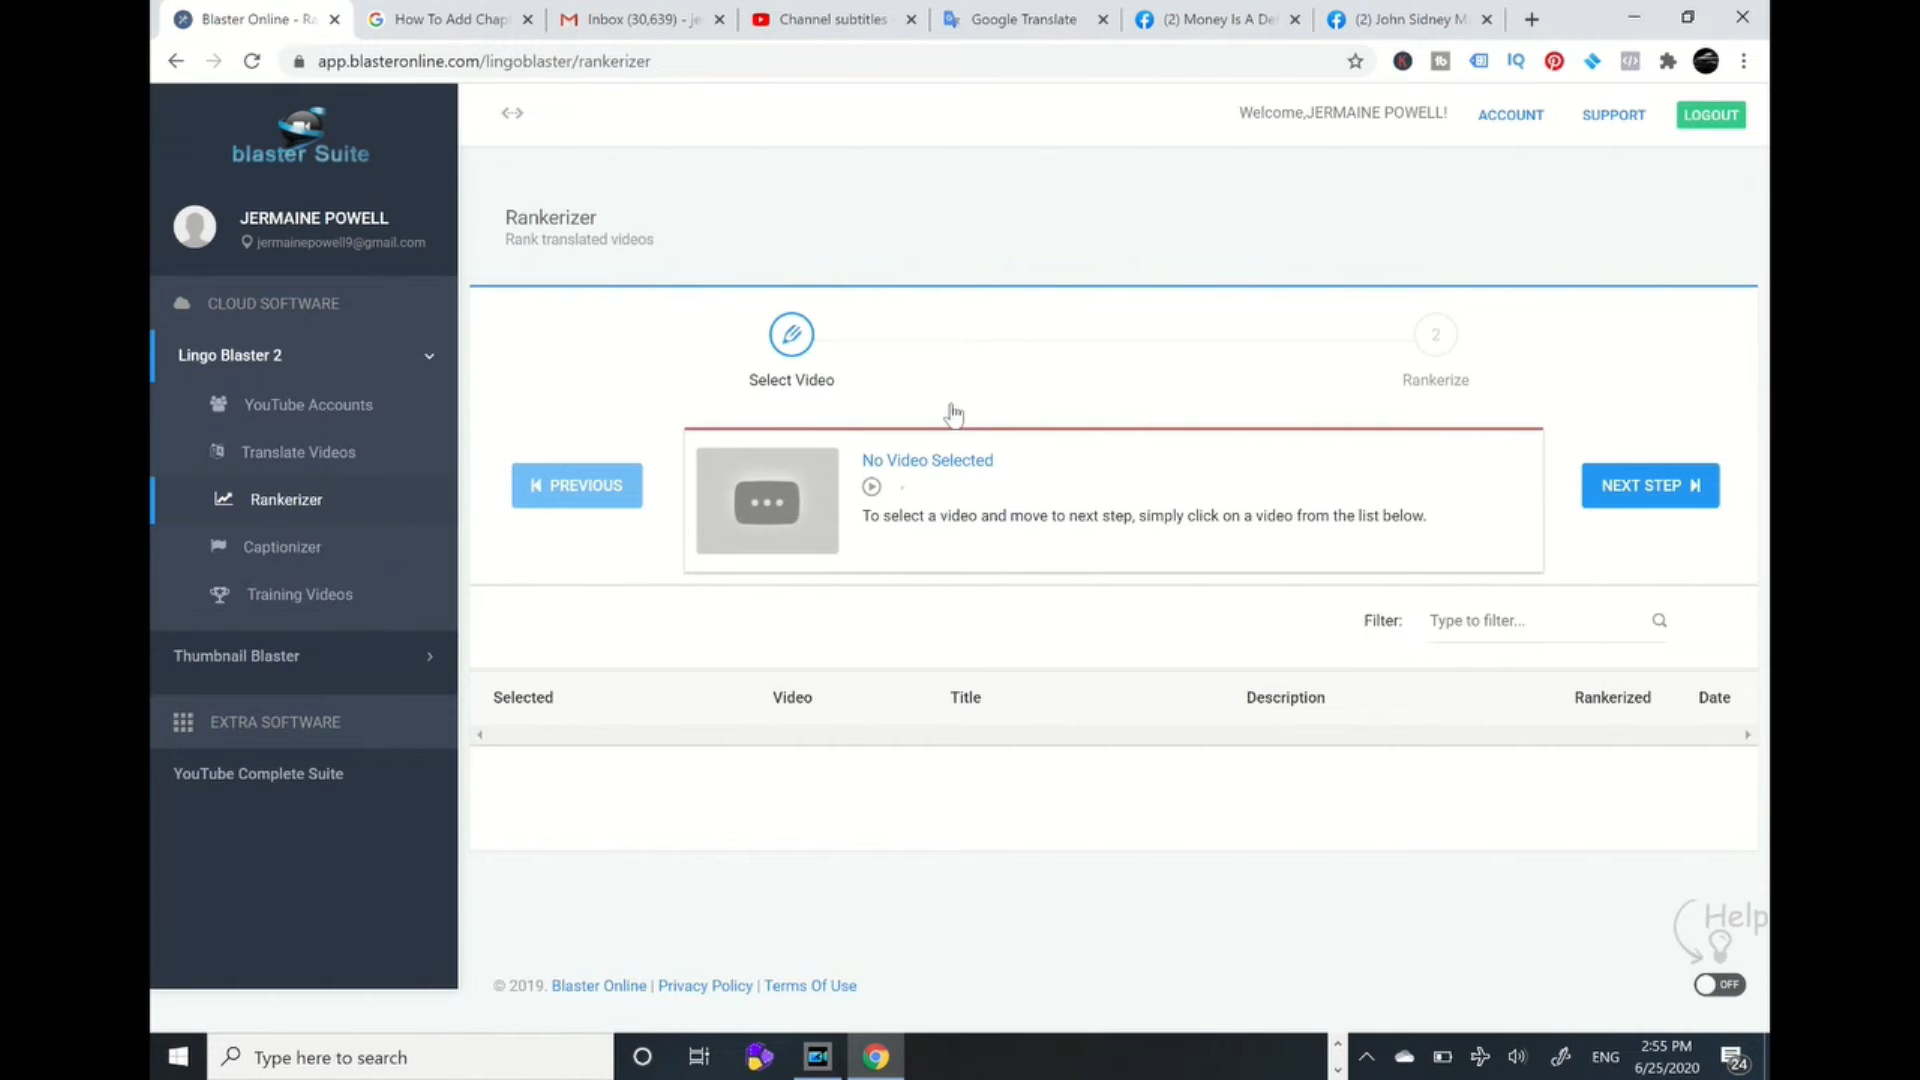 Blaster Online - Ra
How To Add Chap
Inbox (30,639) - je
Channel subtitles
Google Translate
(2) Money Is A De
(2) John Sidney M
app.blasteronline.com/lingoblaster/rankerizer
blaster Suite
Welcome,JERMAINE POWELL!
ACCOUNT
SUPPORT
LOGOUT
JERMAINE POWELL
jermainepowell9@gmail.com
Rankerizer
Rank translated videos
CLOUD SOFTWARE
Lingo Blaster 2
YouTube Accounts
Translate Videos
Rankerizer
Captionizer
Training Videos
Thumbnail Blaster
EXTRA SOFTWARE
YouTube Complete Suite
2
Select Video
Rankerize
PREVIOUS
No Video Selected
To select a video and move to next step, simply click on a video from the list below.
NEXT STEP
Filter:
Type to filter...
Selected
Video
Title
Description
Rankerized
Date
Help
OFF
© 2019. Blaster Online | Privacy Policy | Terms Of Use
Type here to search
ENG
2:55 PM
6/25/2020
24